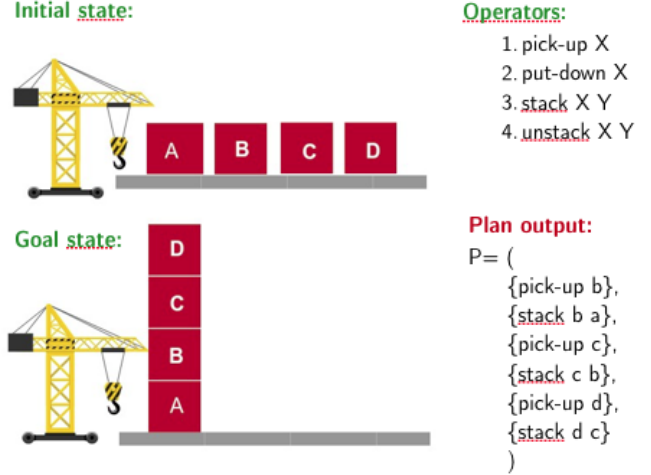 Initial state:
A B C D
Goal state:
D
C
B
A
Operators:
1. pick-up X
2. put-down X
3. stack X Y
4. unstack X Y
Plan output:
P= (
{pick-up b},
{stack b a},
{pick-up c},
{stack c b},
{pick-up d},
{stack d c}
)